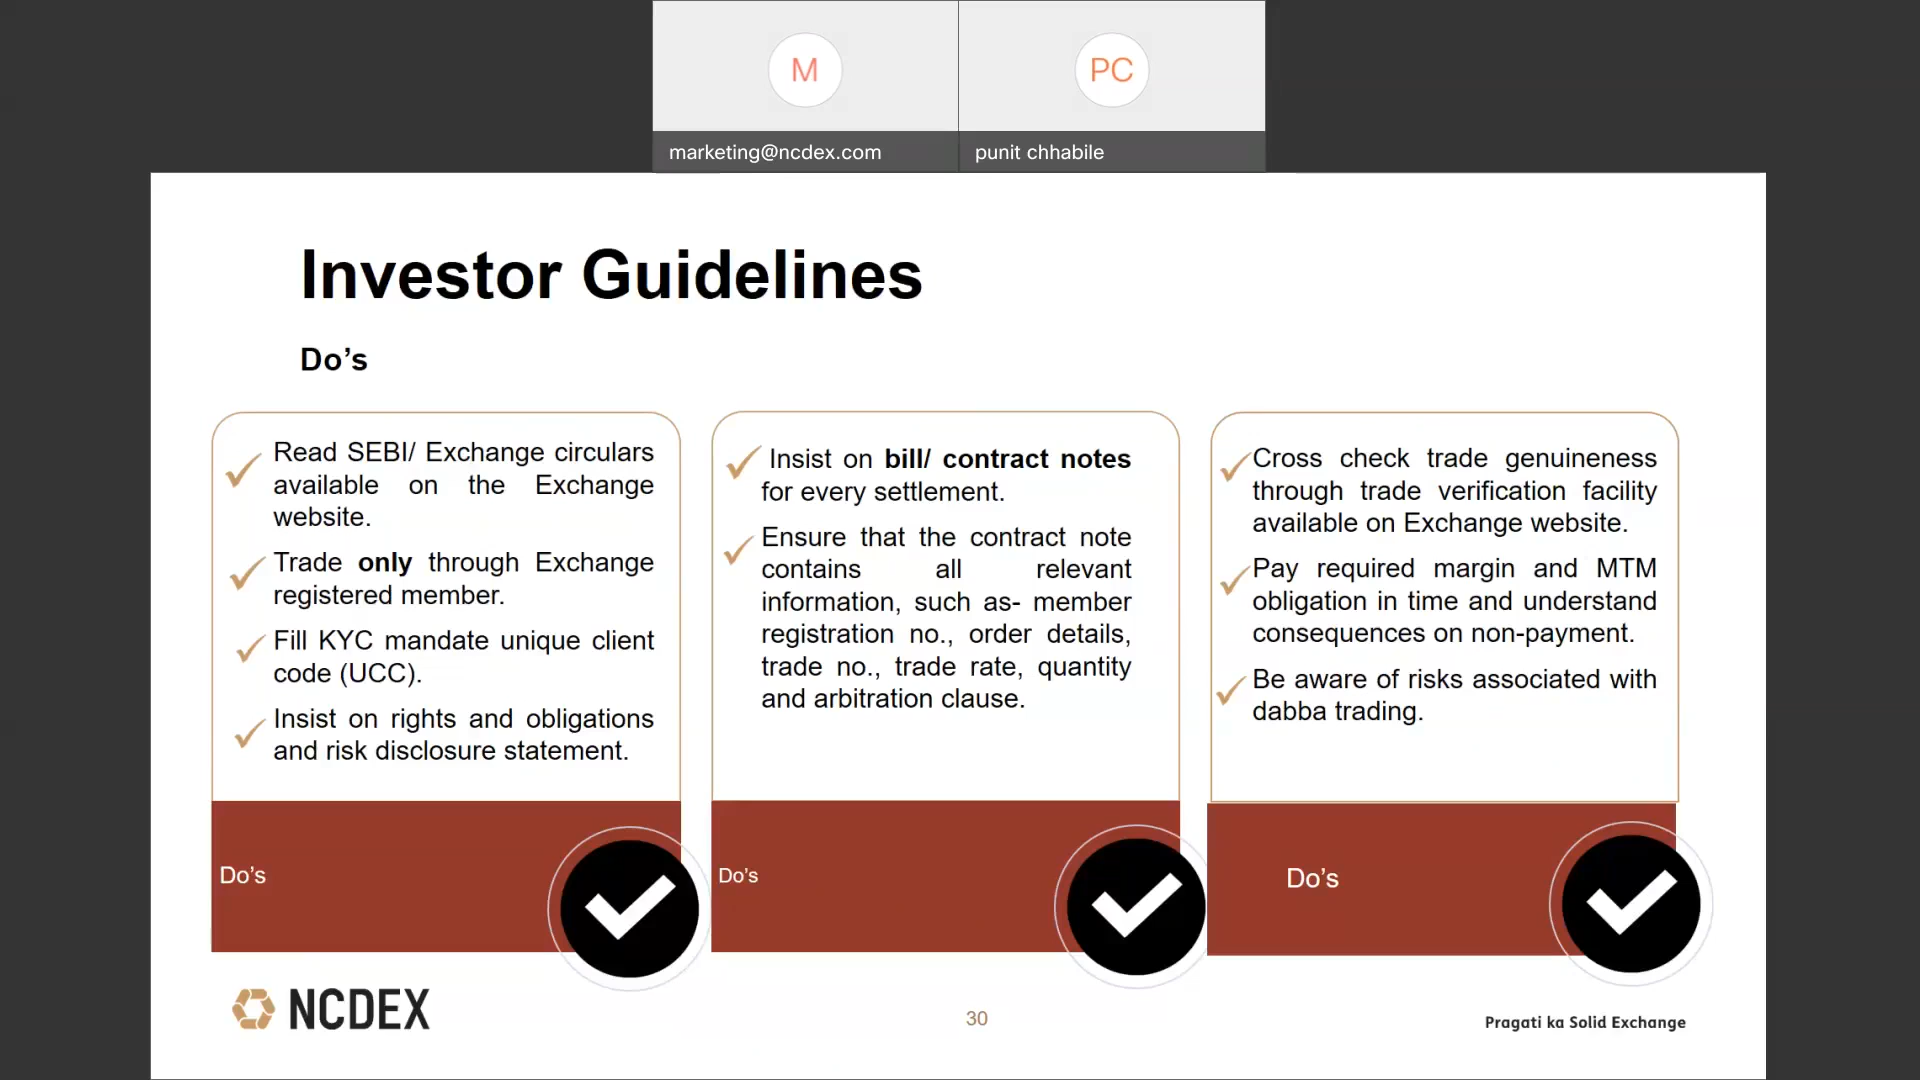 M
PC
marketing@ncdex.com
punit chhabile
Investor Guidelines
Do’s
Read SEBI/ Exchange circulars
available on the Exchange
website.
Trade only through Exchange
registered member.
Fill KYC mandate unique client
code (UCC).
Insist on rights and obligations
and risk disclosure statement.
Do’s
Insist on bill/ contract notes
for every settlement.
Ensure that the contract note
contains all relevant
information, such as- member
registration no., order details,
trade no., trade rate, quantity
and arbitration clause.
Do’s
Cross check trade genuineness
through trade verification facility
available on Exchange website.
Pay required margin and MTM
obligation in time and understand
consequences on non-payment.
Be aware of risks associated with
dabba trading.
Do’s
NCDEX
30
Pragati ka Solid Exchange